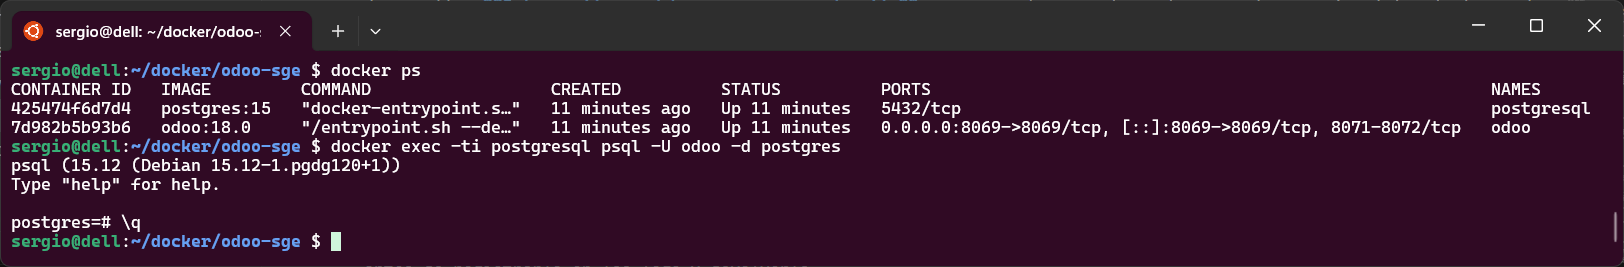 sergio@dell: ~/docker/odoo-s
sergio@dell:~/docker/odoo-sge $ docker ps
CONTAINER ID   IMAGE         COMMAND                  CREATED          STATUS          PORTS                                                        NAMES
425474f6d7d4   postgres:15   "docker-entrypoint.s…"   11 minutes ago   Up 11 minutes   5432/tcp                                                     postgresql
7d982b5b93b6   odoo:18.0     "/entrypoint.sh --de…"   11 minutes ago   Up 11 minutes   0.0.0.0:8069->8069/tcp, [::]:8069->8069/tcp, 8071-8072/tcp   odoo
sergio@dell:~/docker/odoo-sge $ docker exec -ti postgresql psql -U odoo -d postgres
psql (15.12 (Debian 15.12-1.pgdg120+1))
Type "help" for help.
postgres=# \q
sergio@dell:~/docker/odoo-sge $